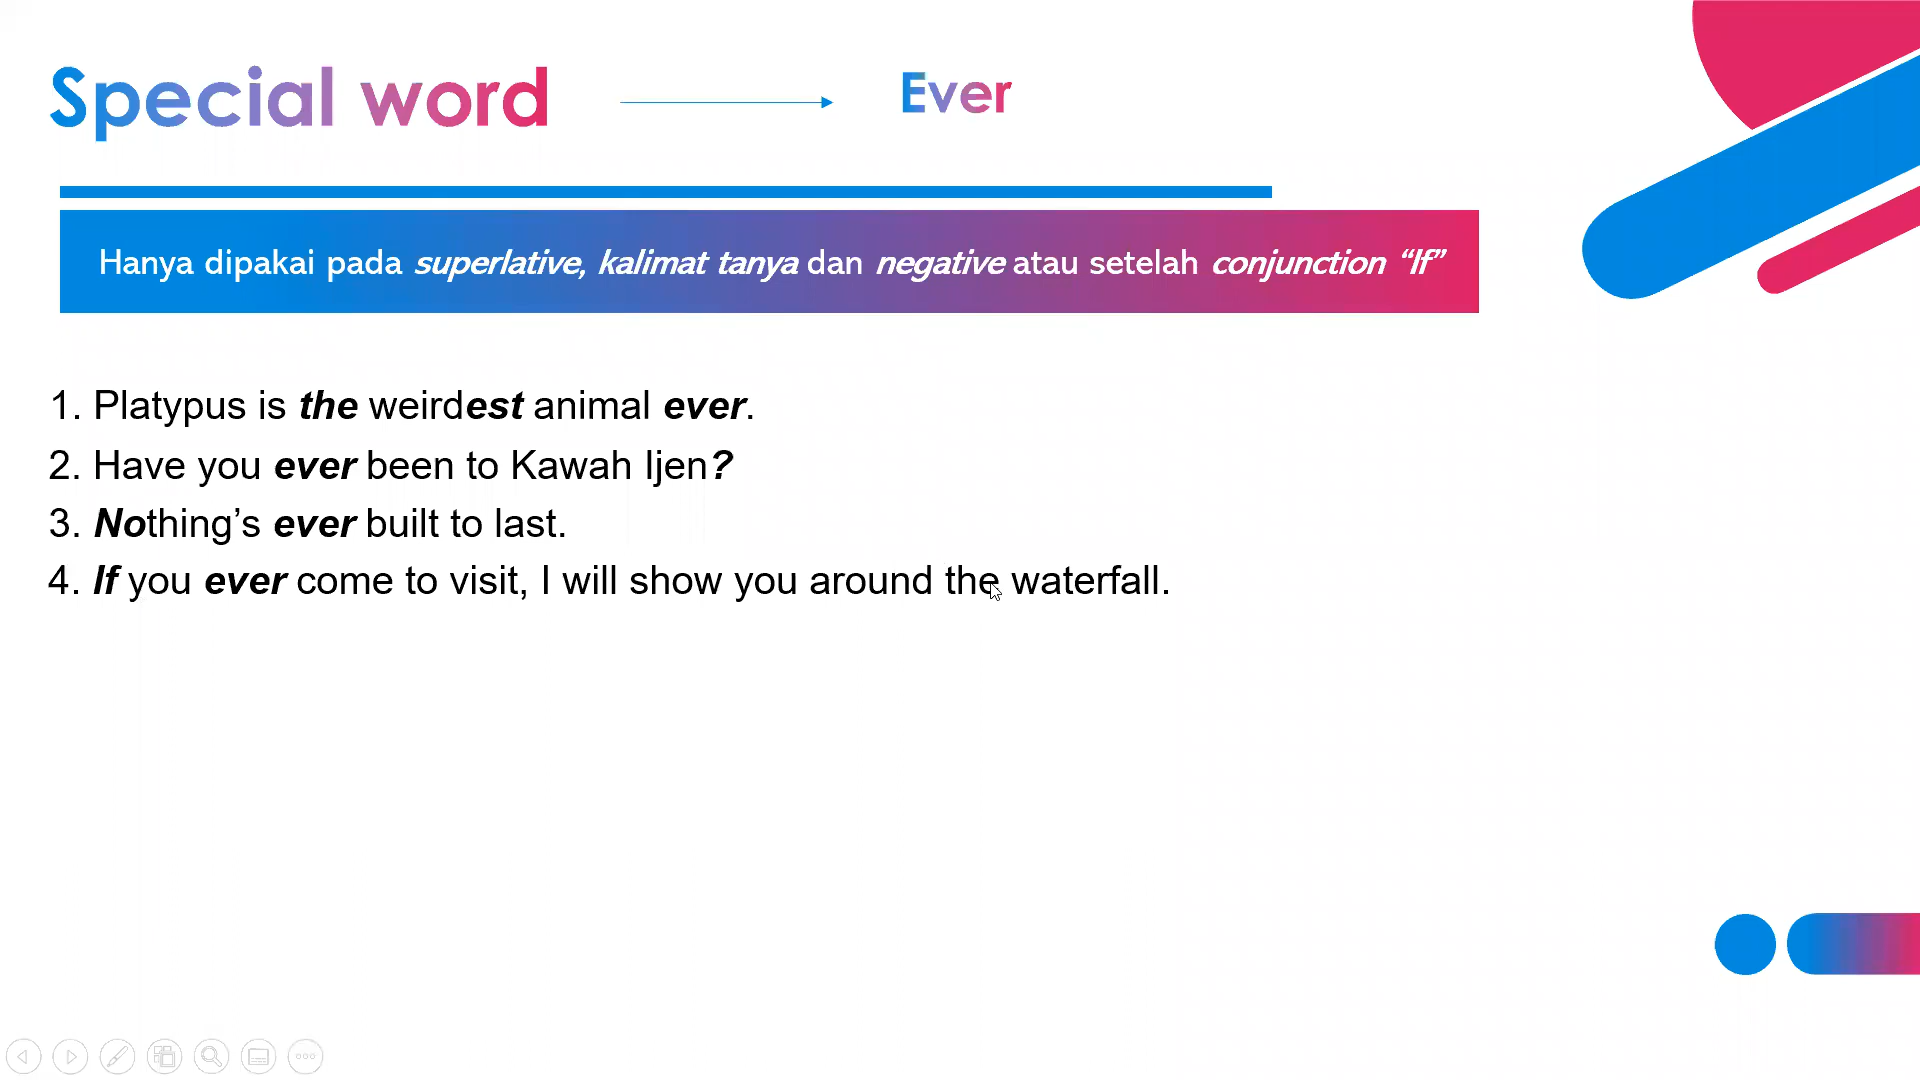 Special word
Ever
Hanya dipakai pada superlative, kalimat tanya dan negative atau setelah conjunction “If”
1. Platypus is the weirdest animal ever.
2. Have you ever been to Kawah Ijen?
3. Nothing’s ever built to last.
4. If you ever come to visit, I will show you around the waterfall.